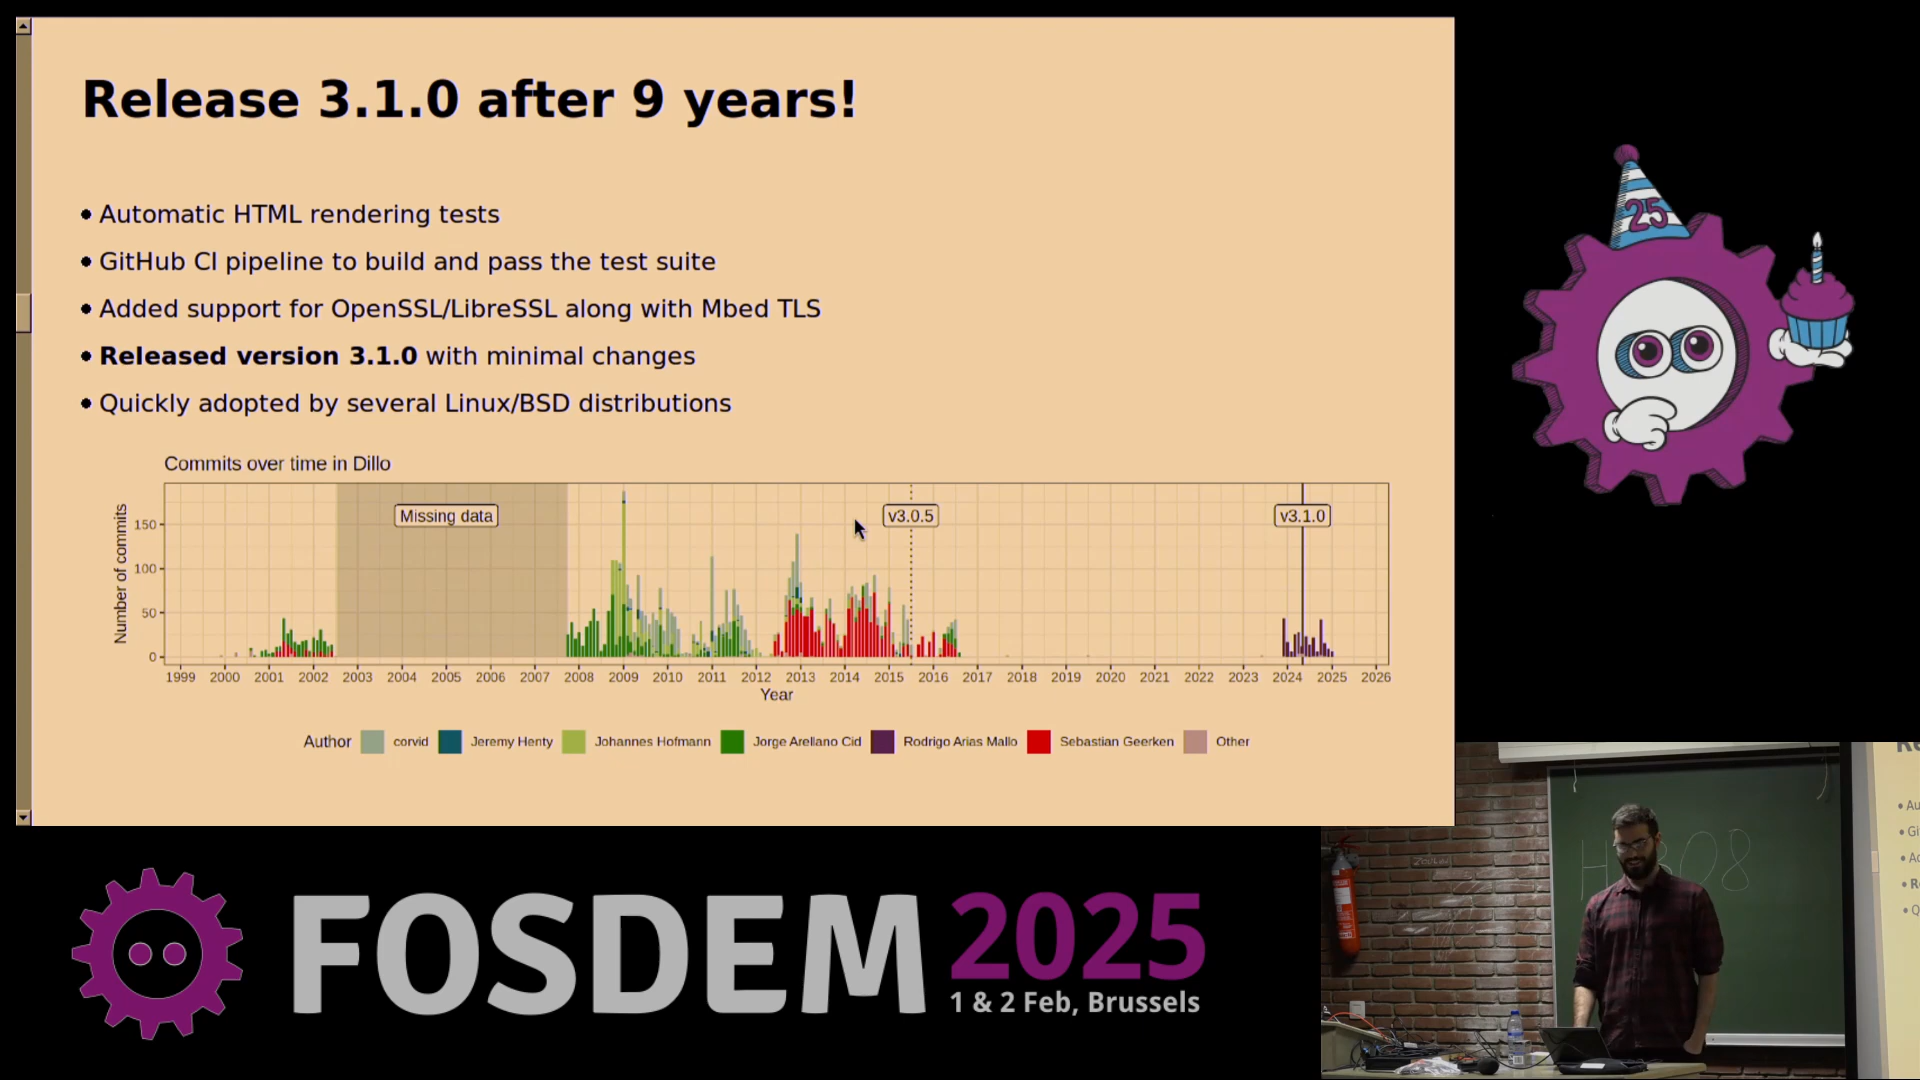 Release 3.1.0 after 9 years!
• Automatic HTML rendering tests
• GitHub CI pipeline to build and pass the test suite
• Added support for OpenSSL/LibreSSL along with Mbed TLS
• Released version 3.1.0 with minimal changes
• Quickly adopted by several Linux/BSD distributions
Commits over time in Dillo
Number of commits
150
100
50
0
Missing data
v3.0.5
v3.1.0
1999 2000 2001 2002 2003 2004 2005 2006 2007 2008 2009 2010 2011 2012 2013 2014 2015 2016 2017 2018 2019 2020 2021 2022 2023 2024 2025 2026
Year
Author corvid Jeremy Henty Johannes Hofmann Jorge Arellano Cid Rodrigo Arias Mallo Sebastian Geerken Other
25
FOSDEM 2025
1 & 2 Feb, Brussels